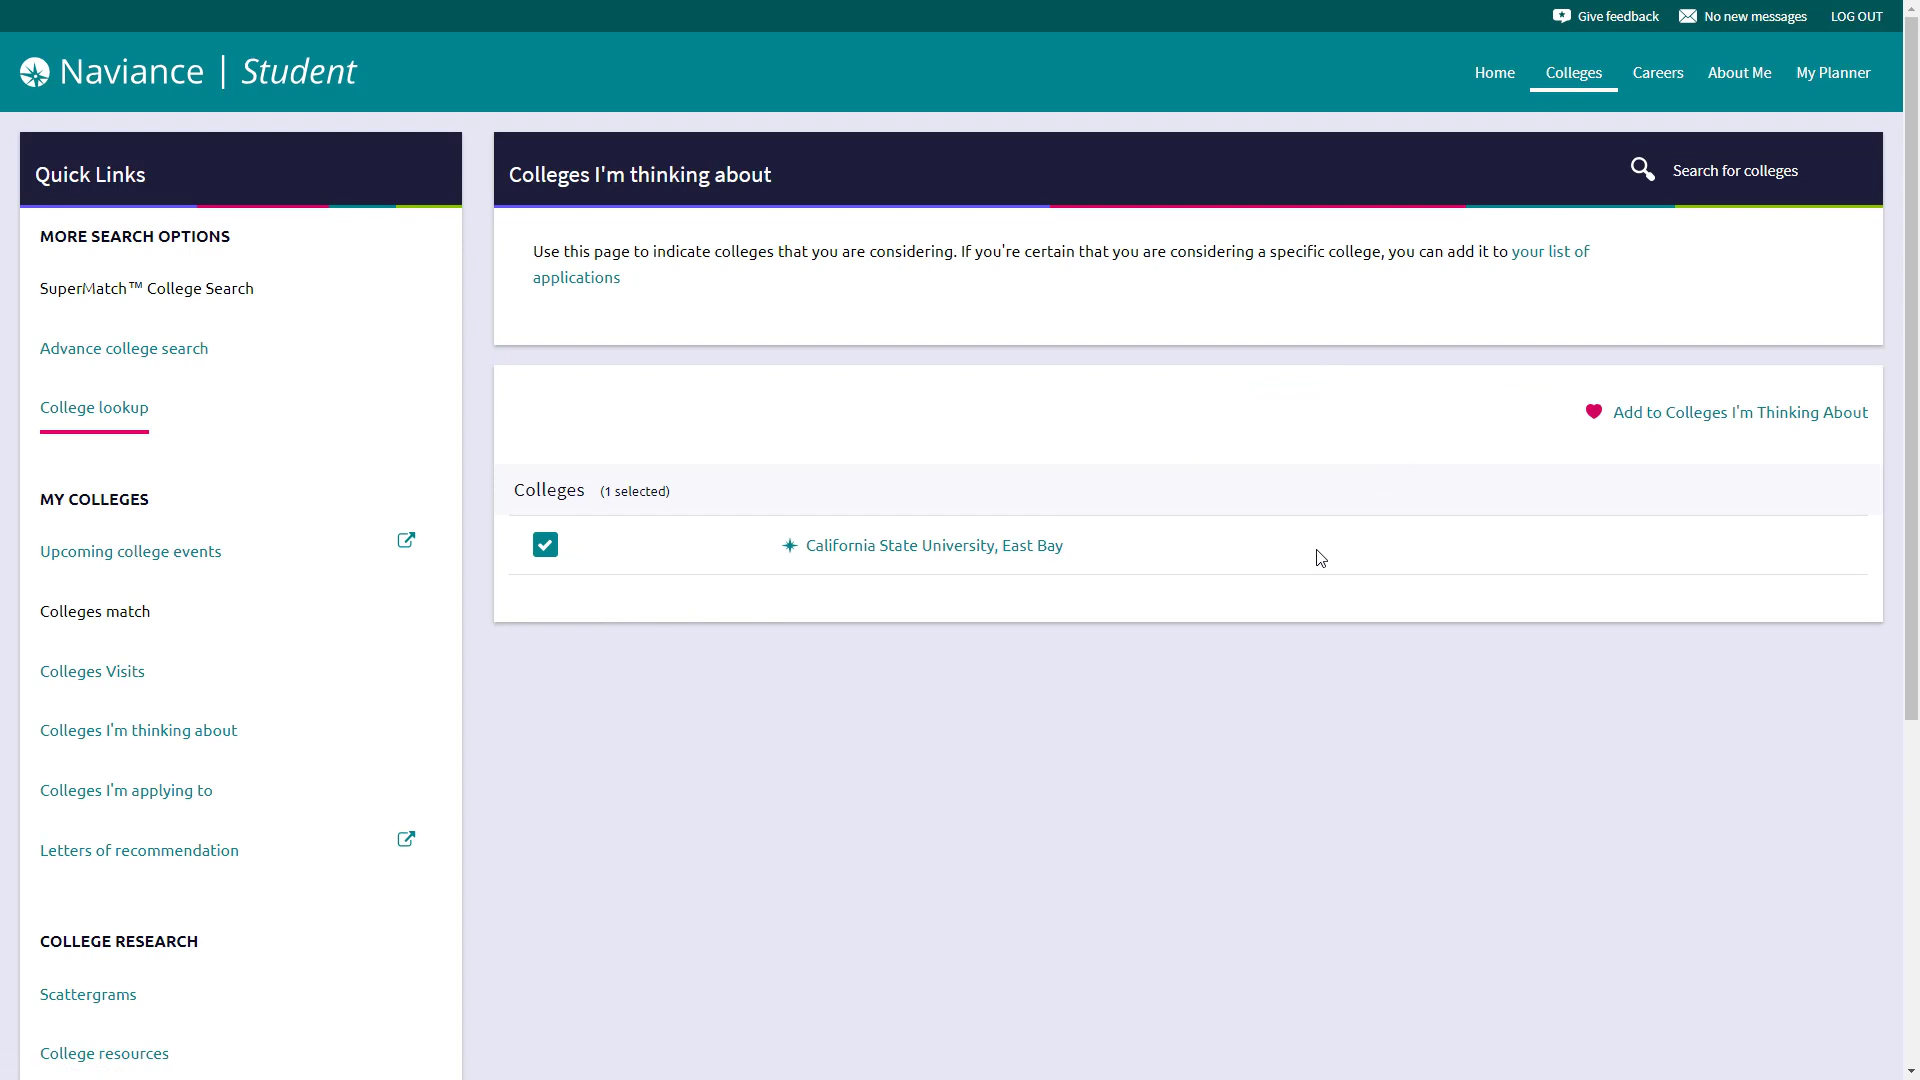 Give feedback
No new messages
LOG OUT
Naviance | Student
Home
Colleges
Careers
About Me
My Planner
Quick Links
MORE SEARCH OPTIONS
SuperMatch™ College Search
Advance college search
College lookup
MY COLLEGES
Upcoming college events
Colleges match
Colleges Visits
Colleges I'm thinking about
Colleges I'm applying to
Letters of recommendation
COLLEGE RESEARCH
Scattergrams
College resources
Colleges I'm thinking about
Search for colleges
Use this page to indicate colleges that you are considering. If you're certain that you are considering a specific college, you can add it to your list of
applications
Add to Colleges I'm Thinking About
Colleges (1 selected)
California State University, East Bay